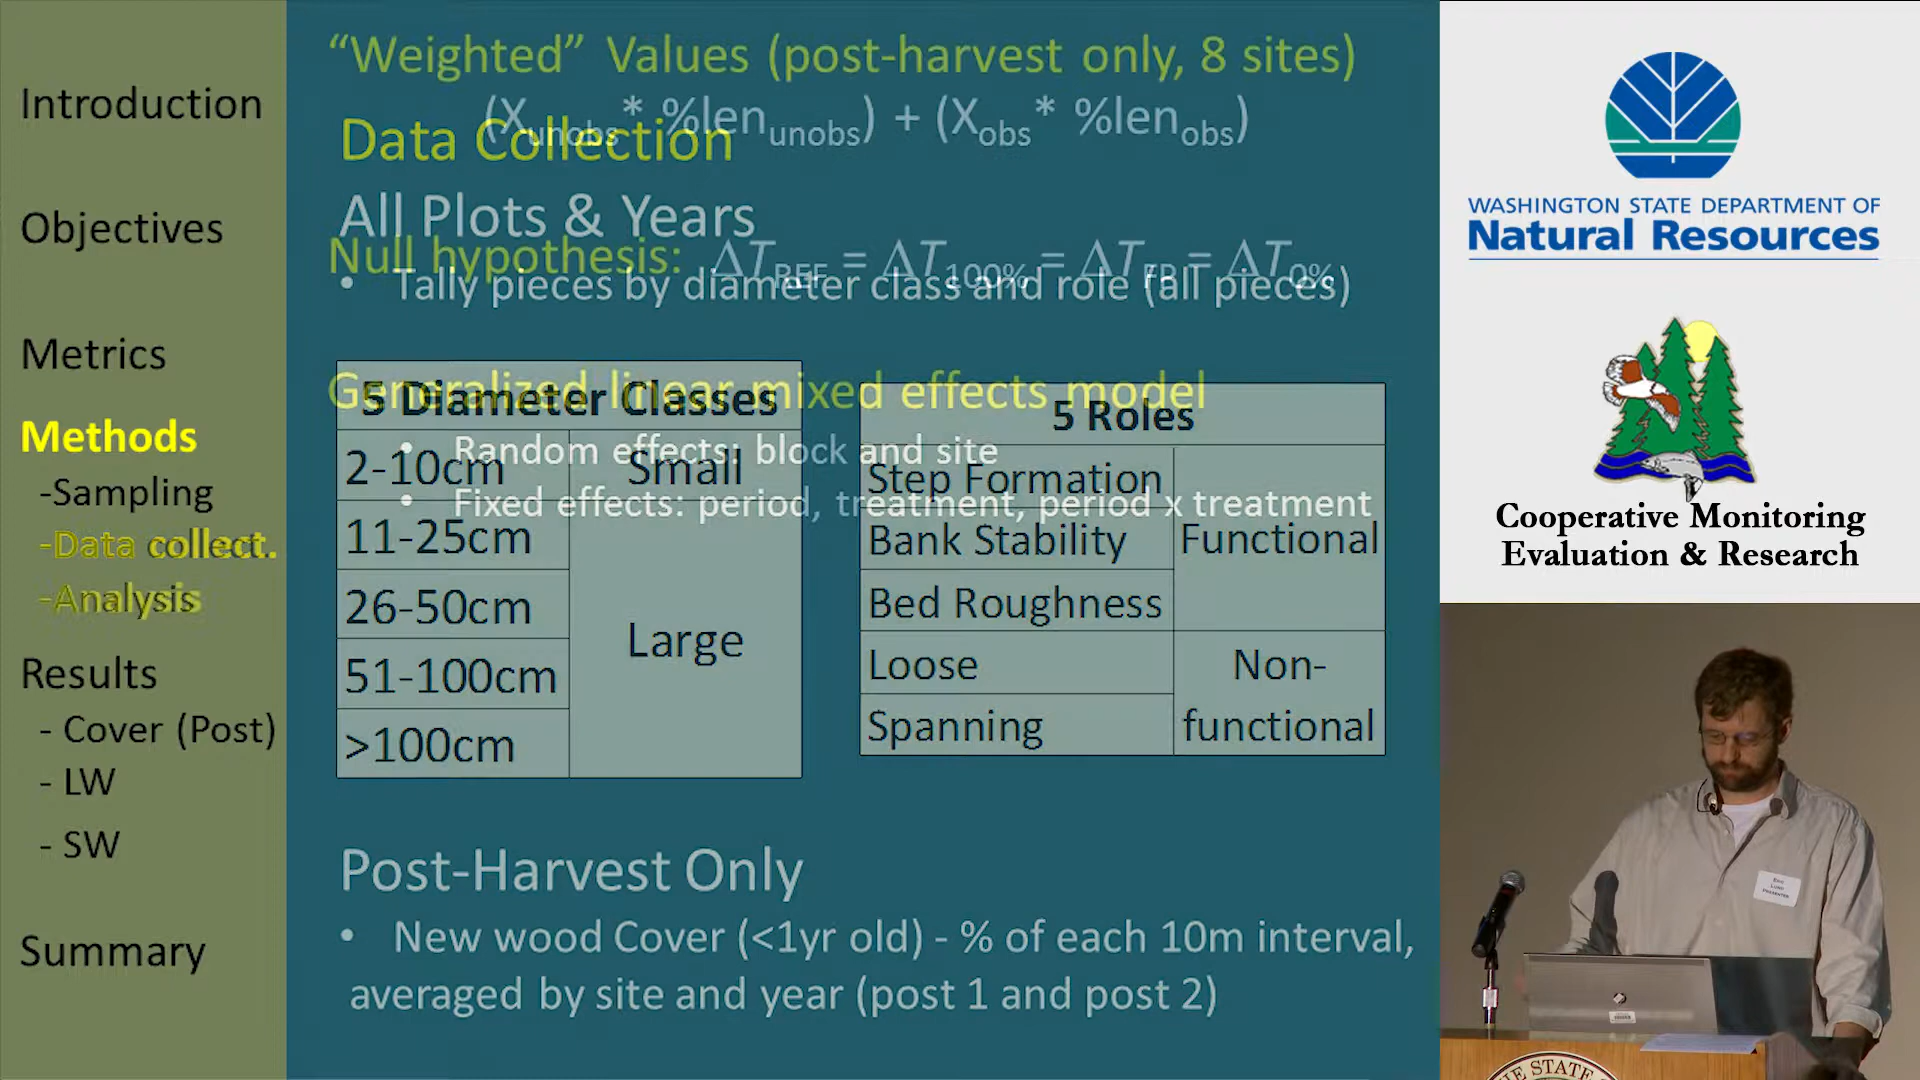 Introduction
Objectives
Metrics
Methods
-Sampling
-Data collect.
-Analysis
Results
- Cover (Post)
- LW
- SW
Summary
“Weighted” Values (post-harvest only, 8 sites)
(Xunobs* %lenunobs) + (Xobs* %lenobs)
Data Collection
All Plots & Years
Null hypothesis: ΔTREF = ΔT100% = ΔTFP = ΔT0%
• Tally pieces by diameter class and role (all pieces)
Generalized linear mixed effects model
• Random effects: block and site
• Fixed effects: period, treatment, period x treatment
5 Diameter Classes
2-10cm Small
11-25cm
26-50cm
51-100cm
>100cm
Large
5 Roles
Step Formation
Bank Stability
Bed Roughness
Functional
Loose
Spanning
Non-
functional
Post-Harvest Only
• New wood Cover (<1yr old) - % of each 10m interval,
averaged by site and year (post 1 and post 2)
WASHINGTON STATE DEPARTMENT OF
Natural Resources
Cooperative Monitoring
Evaluation & Research
THE STATE